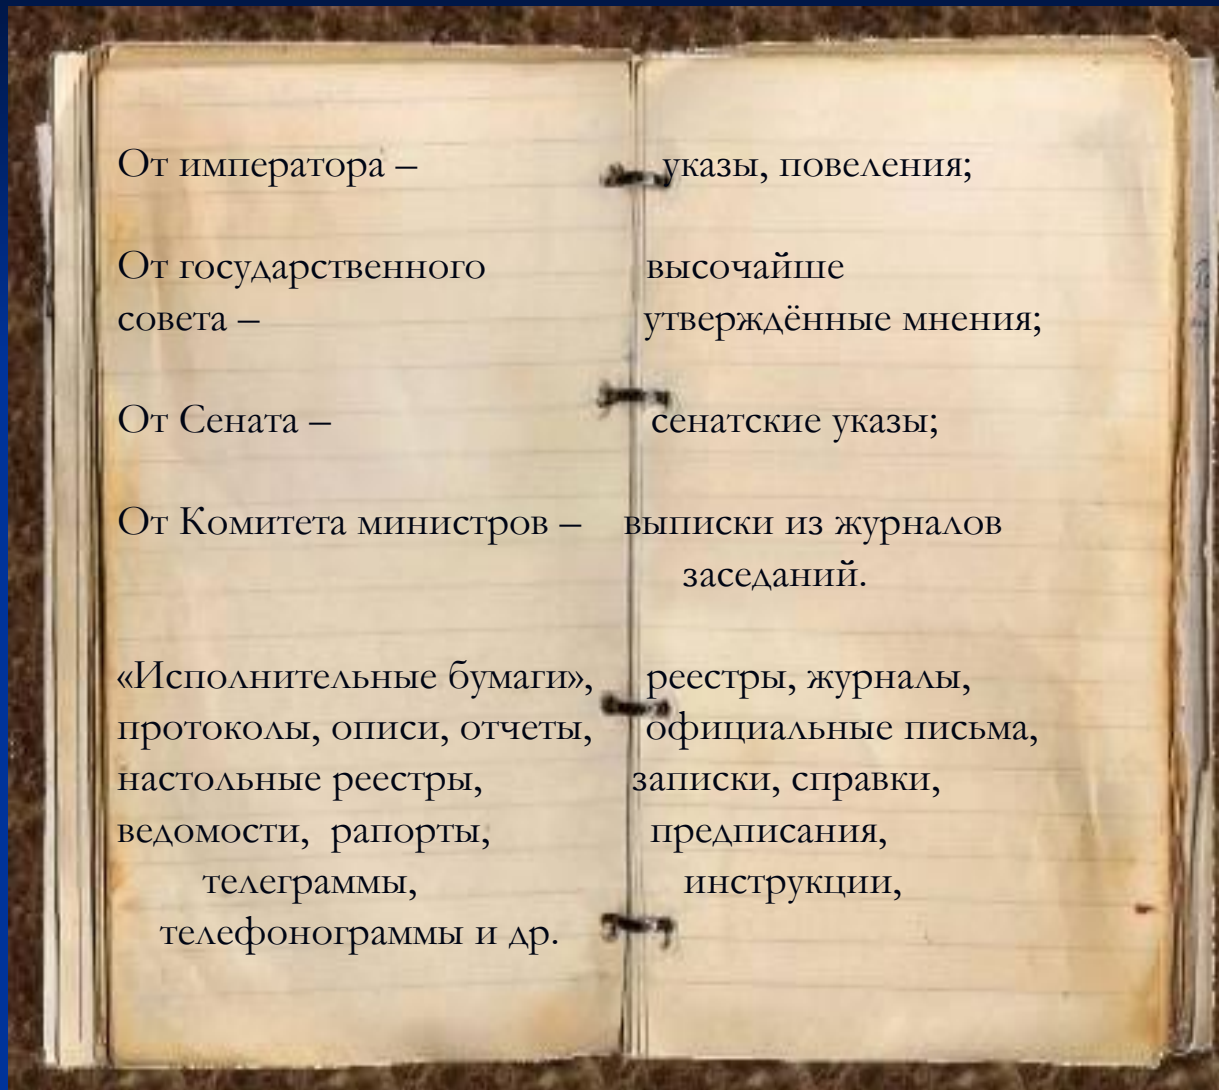 От императора – указы, повеления;
От государственного высочайше
совета – утверждённые мнения;
От Сената – сенатские указы;
От Комитета министров – выписки из журналов
заседаний.
«Исполнительные бумаги», реестры, журналы,
протоколы, описи, отчеты, официальные письма,
настольные реестры, записки, справки,
ведомости, рапорты, предписания,
телеграммы, инструкции,
телефонограммы и др.